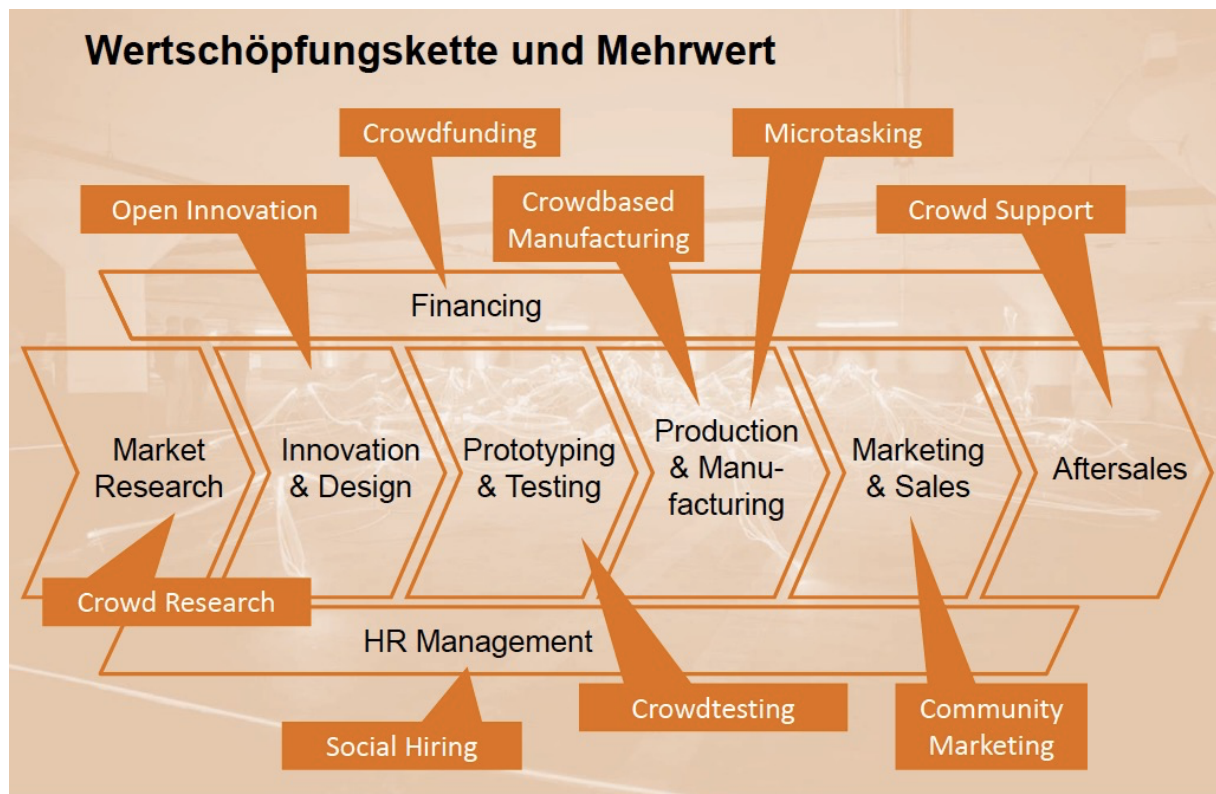 Wertschöpfungskette und Mehrwert
Crowdfunding
Microtasking
Open Innovation
Crowdbased
Manufacturing
Crowd Support
Financing
Market
Research
Innovation
& Design
Prototyping
& Testing
Production
& Manu-
facturing
Marketing
& Sales
Aftersales
Crowd Research
HR Management
Social Hiring
Crowdtesting
Community
Marketing